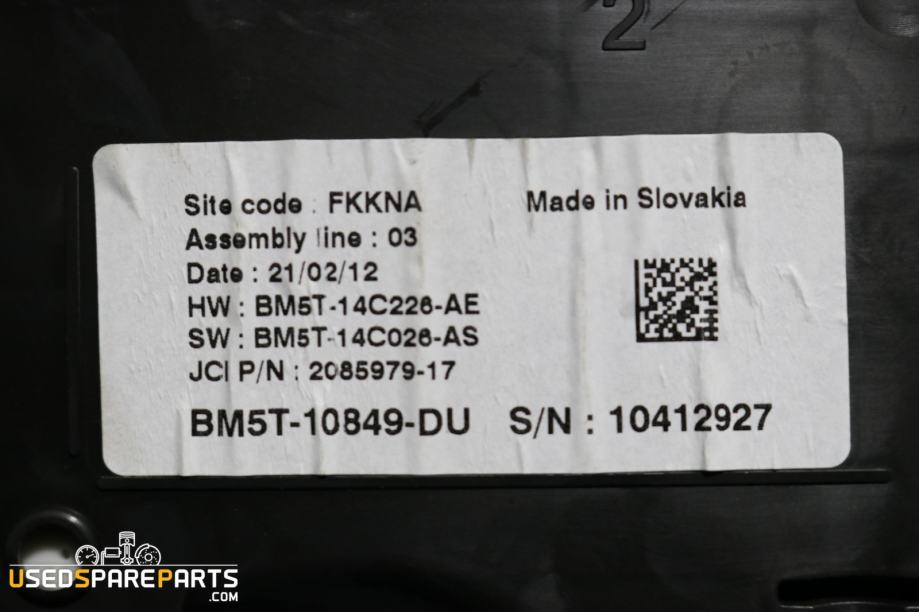 2
Site code : FKKNA
Made in Slovakia
Assembly line : 03
Date : 21/02/12
HW : BM5T-14C226-AE
SW : BM5T-14C026-AS
JCI P/N : 2085979-17
BM5T-10849-DU S/N : 10412927
USEDSPAREPARTS
.COM